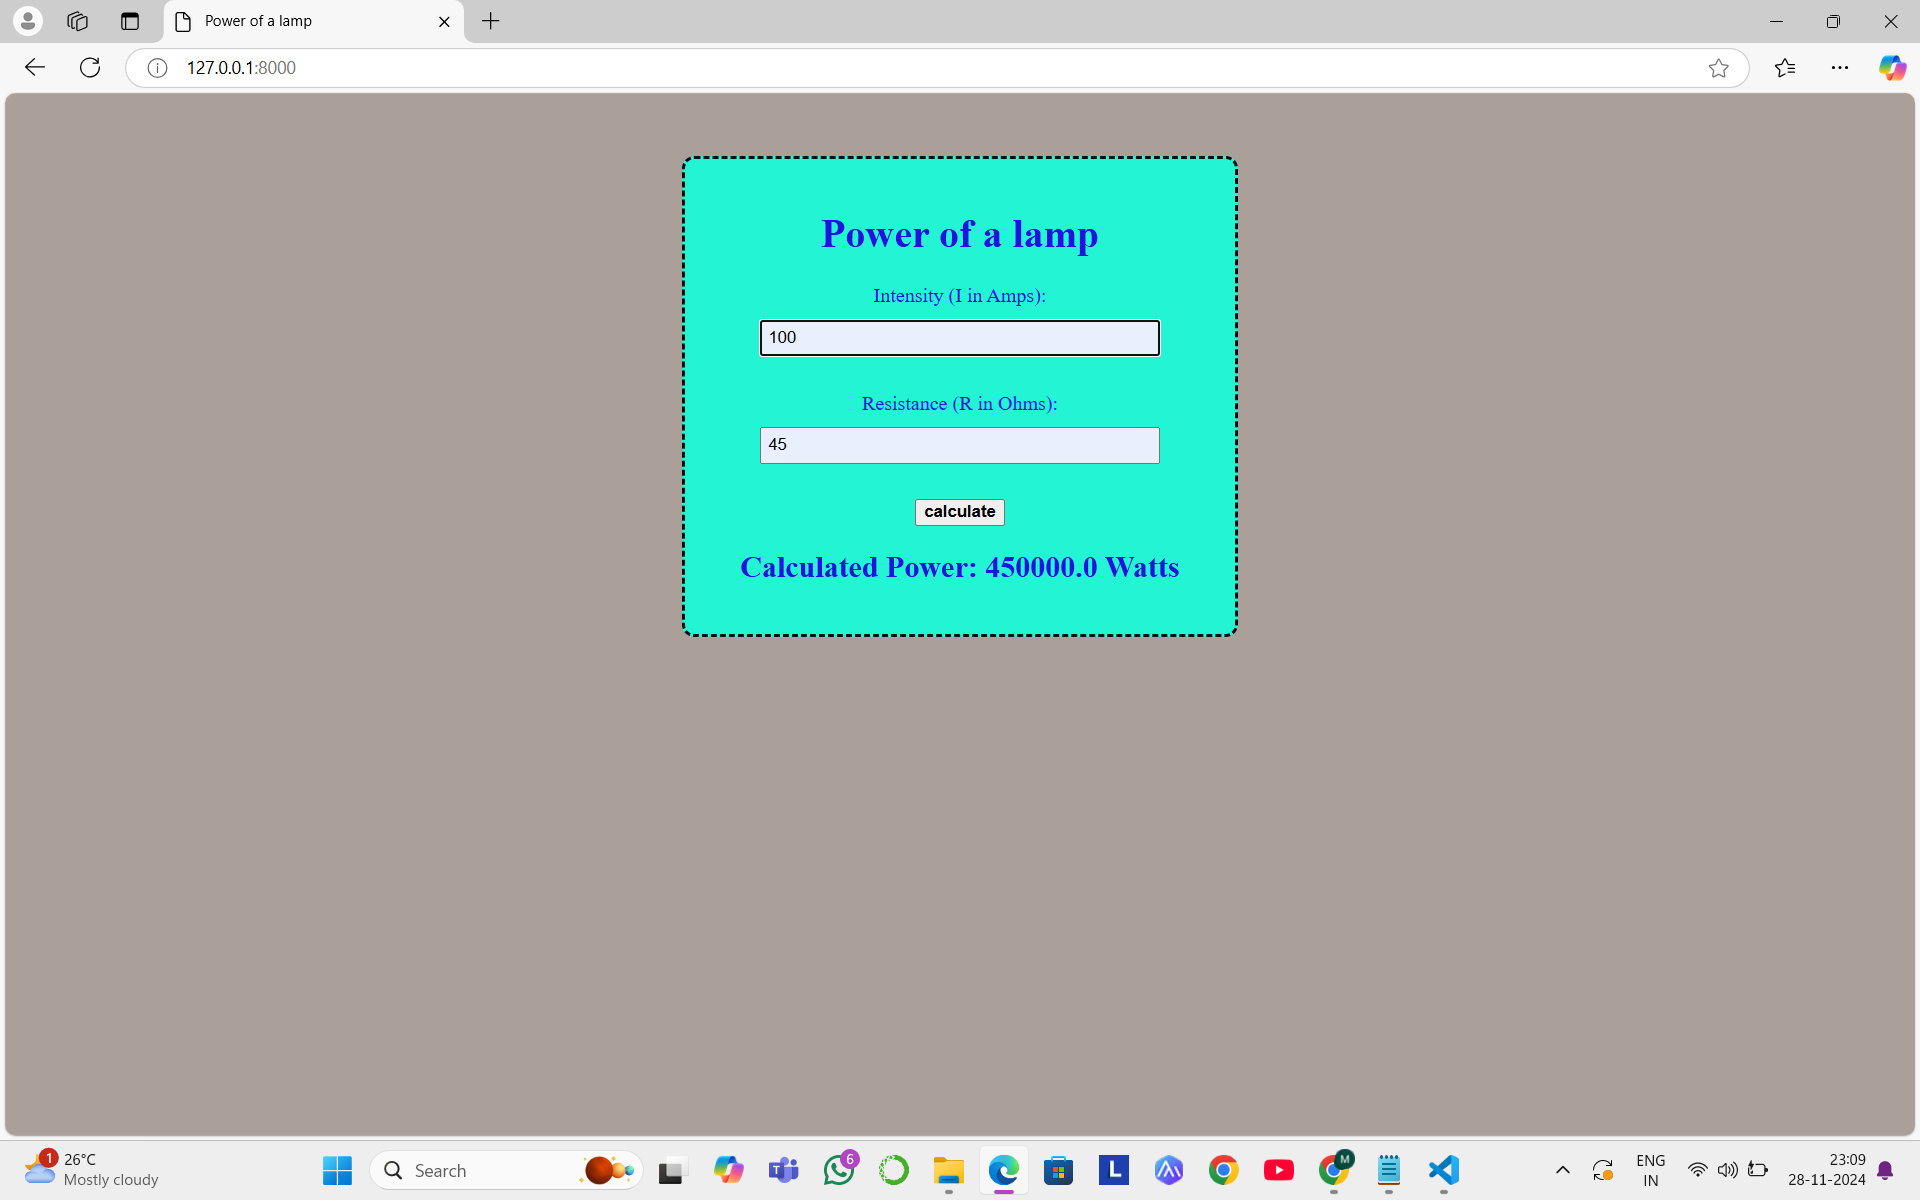 Power of a lamp
127.0.0.1:8000
Power of a lamp
Intensity (I in Amps):
100
Resistance (R in Ohms):
45
calculate
Calculated Power: 450000.0 Watts
1
26°C
Mostly cloudy
Search
T
6
L
M
ENG
IN
23:09
28-11-2024